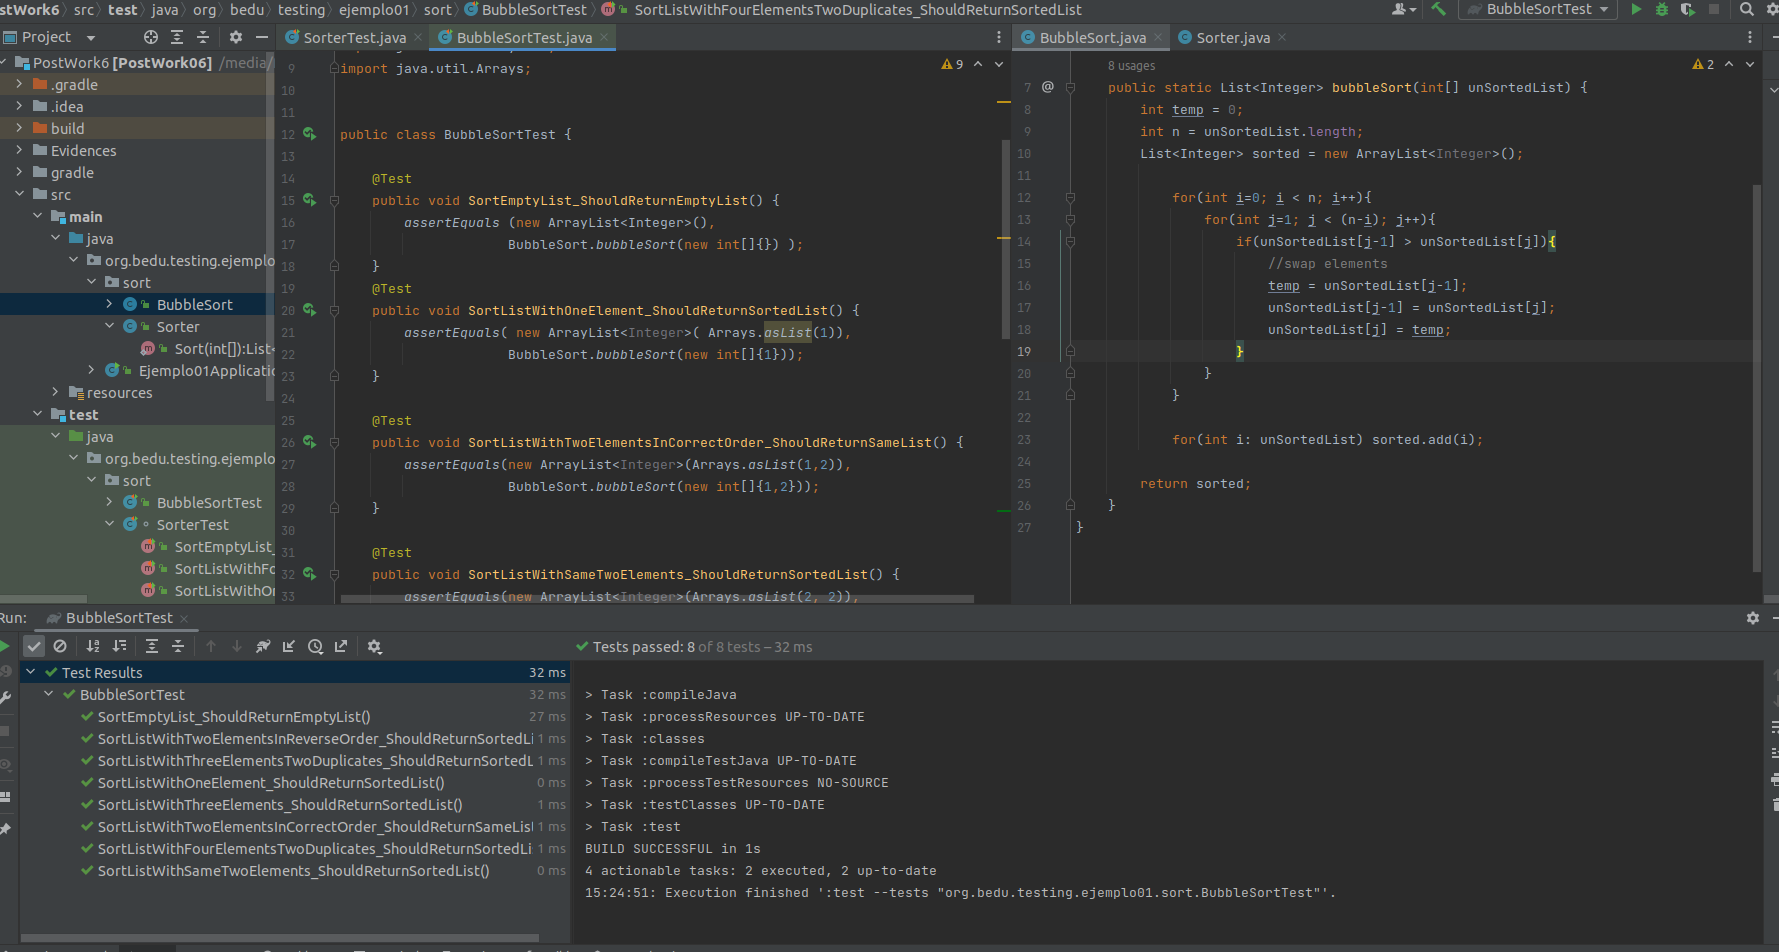 stWork6 > src > test > java > org > bedu > testing > ejemplo01 > sort > BubbleSortTest > SortListWithFourElementsTwoDuplicates_ShouldReturnSortedList
BubbleSortTest
Project
PostWork6 [PostWork06] /media/
.gradle
.idea
build
Evidences
gradle
src
main
java
org.bedu.testing.ejemplo
sort
BubbleSort
Sorter
Sort(int[]):List<
Ejemplo01Applicatio
resources
test
java
org.bedu.testing.ejemplo
sort
BubbleSortTest
SorterTest
SortEmptyList_
SortListWithFo
SortListWithOn
SorterTest.java
BubbleSortTest.java
9
9 import java.util.Arrays;
10
11
12 public class BubbleSortTest {
13
14 @Test
15 public void SortEmptyList_ShouldReturnEmptyList() {
16 assertEquals (new ArrayList<Integer>(),
17 BubbleSort.bubbleSort(new int[]{}) );
18 }
19 @Test
20 public void SortListWithOneElement_ShouldReturnSortedList() {
21 assertEquals( new ArrayList<Integer>( Arrays.asList(1)),
22 BubbleSort.bubbleSort(new int[]{1}));
23 }
24
25 @Test
26 public void SortListWithTwoElementsInCorrectOrder_ShouldReturnSameList() {
27 assertEquals(new ArrayList<Integer>(Arrays.asList(1,2)),
28 BubbleSort.bubbleSort(new int[]{1,2}));
29 }
30
31 @Test
32 public void SortListWithSameTwoElements_ShouldReturnSortedList() {
33 assertEquals(new ArrayList<Integer>(Arrays.asList(2, 2)),
BubbleSort.java
Sorter.java
8 usages
2
7 @ public static List<Integer> bubbleSort(int[] unSortedList) {
8 int temp = 0;
9 int n = unSortedList.length;
10 List<Integer> sorted = new ArrayList<Integer>();
11
12 for(int i=0; i < n; i++){
13 for(int j=1; j < (n-i); j++){
14 if(unSortedList[j-1] > unSortedList[j]){
15 //swap elements
16 temp = unSortedList[j-1];
17 unSortedList[j-1] = unSortedList[j];
18 unSortedList[j] = temp;
19 }
20 }
21 }
22
23 for(int i: unSortedList) sorted.add(i);
24
25 return sorted;
26 }
27 }
Run: BubbleSortTest
Tests passed: 8 of 8 tests – 32 ms
Test Results 32 ms
BubbleSortTest 32 ms
SortEmptyList_ShouldReturnEmptyList() 27 ms
SortListWithTwoElementsInReverseOrder_ShouldReturnSortedLi 1 ms
SortListWithThreeElementsTwoDuplicates_ShouldReturnSortedL 1 ms
SortListWithOneElement_ShouldReturnSortedList() 0 ms
SortListWithThreeElements_ShouldReturnSortedList() 1 ms
SortListWithTwoElementsInCorrectOrder_ShouldReturnSameLis 1 ms
SortListWithFourElementsTwoDuplicates_ShouldReturnSortedLi 1 ms
SortListWithSameTwoElements_ShouldReturnSortedList() 0 ms
> Task :compileJava
> Task :processResources UP-TO-DATE
> Task :classes
> Task :compileTestJava UP-TO-DATE
> Task :processTestResources NO-SOURCE
> Task :testClasses UP-TO-DATE
> Task :test
BUILD SUCCESSFUL in 1s
4 actionable tasks: 2 executed, 2 up-to-date
15:24:51: Execution finished ':test --tests "org.bedu.testing.ejemplo01.sort.BubbleSortTest"'.